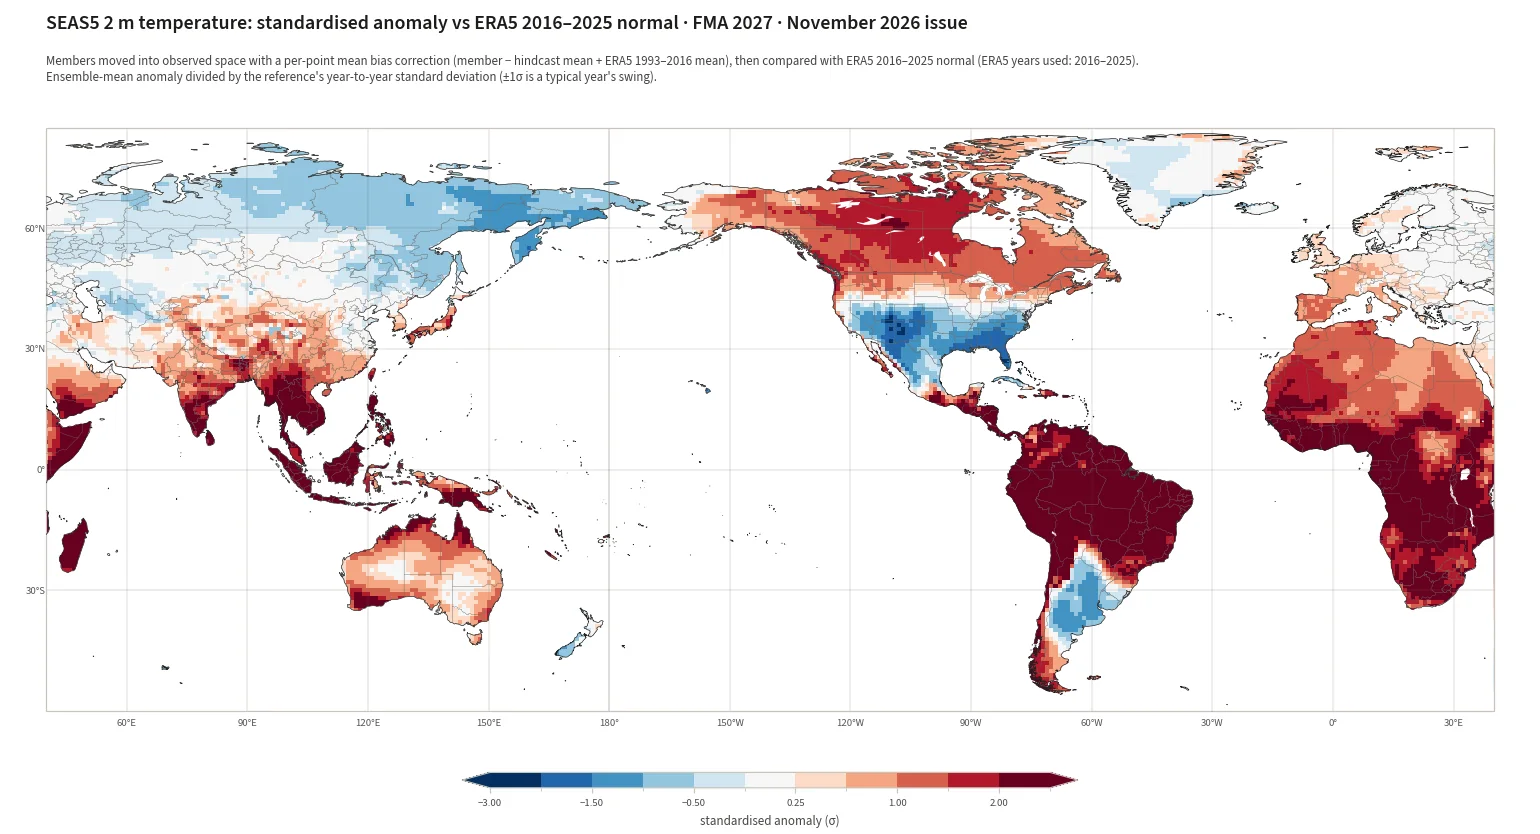 SEAS5 2 m temperature: standardised anomaly vs ERA5 2016–2025 normal · FMA 2027 · November 2026 issue
Members moved into observed space with a per-point mean bias correction (member − hindcast mean + ERA5 1993–2016 mean), then compared with ERA5 2016–2025 normal (ERA5 years used: 2016–2025).
Ensemble-mean anomaly divided by the reference's year-to-year standard deviation (±1σ is a typical year's swing).
60°N
30°N
0°
30°S
60°E 90°E 120°E 150°E 180° 150°W 120°W 90°W 60°W 30°W 0° 30°E
−3.00 −1.50 −0.50 0.25 1.00 2.00
standardised anomaly (σ)